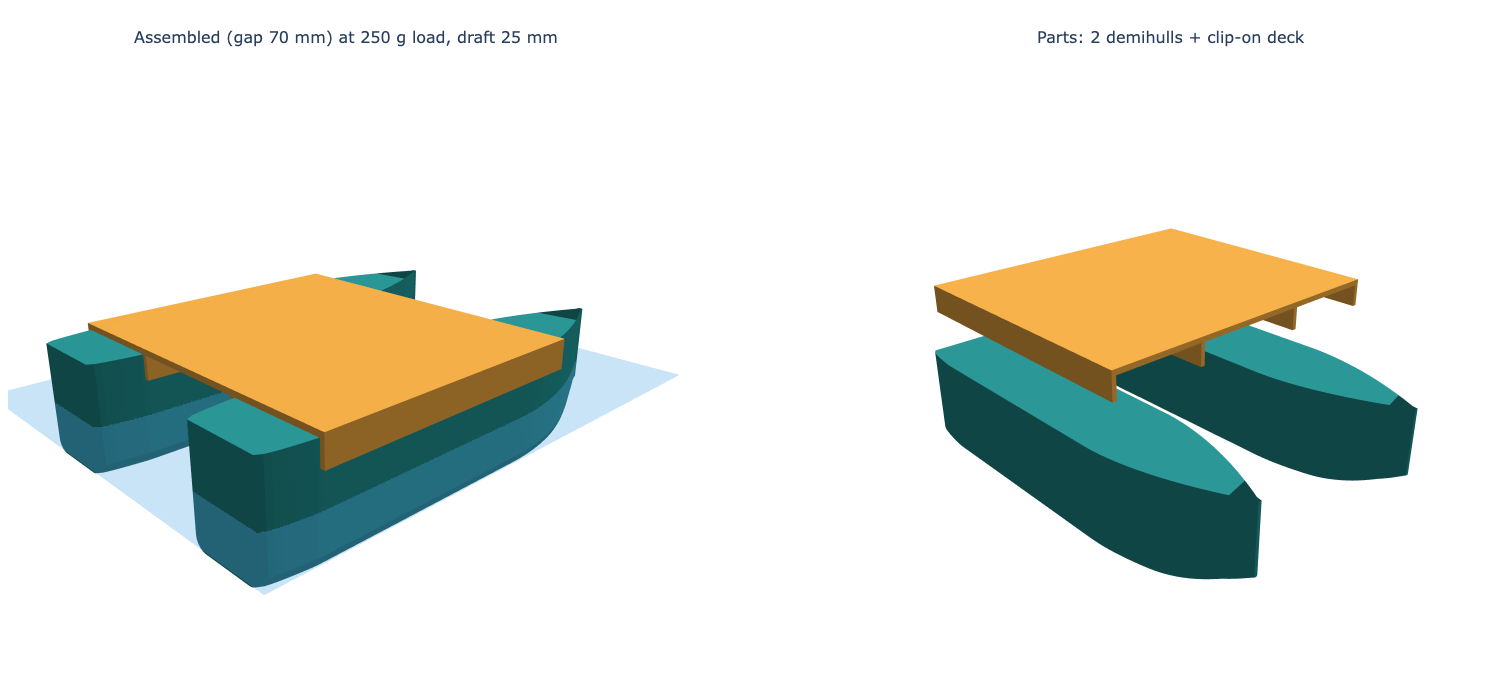 Assembled (gap 70 mm) at 250 g load, draft 25 mm
Parts: 2 demihulls + clip-on deck